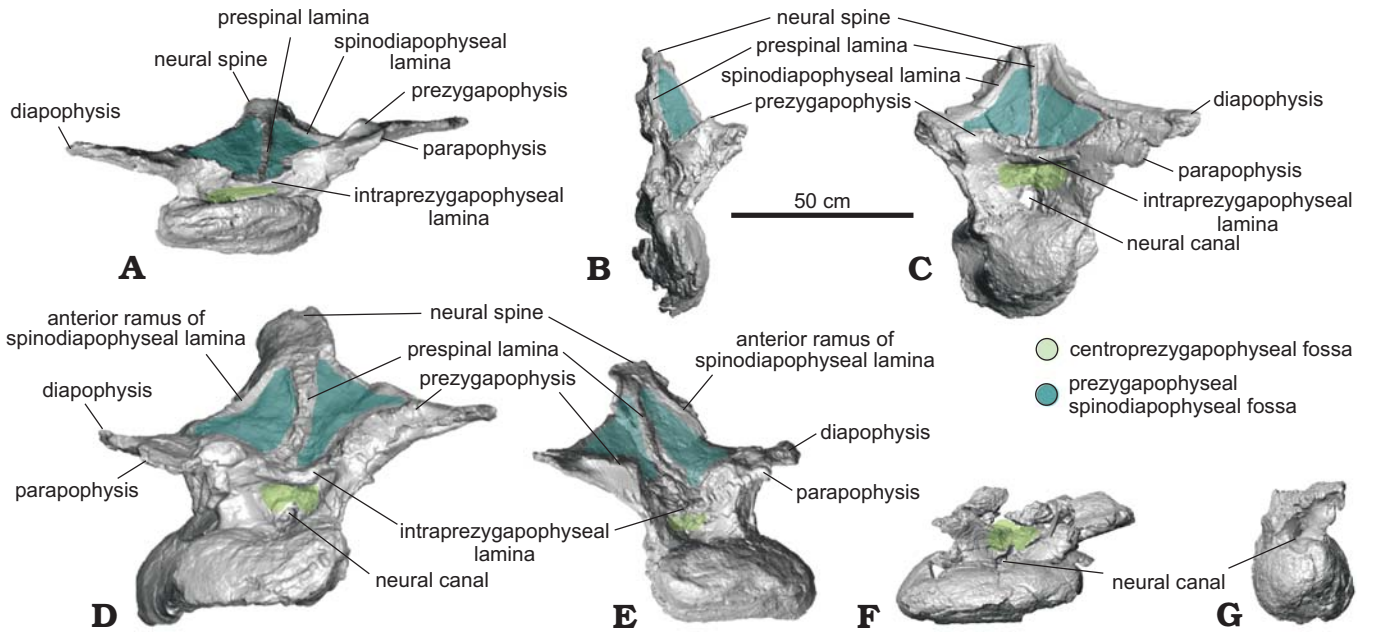 prespinal lamina
neural spine
spinodiapophyseal
lamina
prezygapophysis
diapophysis
parapophysis
intraprezygapophyseal
lamina
A
neural spine
prespinal lamina
spinodiapophyseal lamina
prezygapophysis
diapophysis
parapophysis
50 cm
intraprezygapophyseal
lamina
neural canal
B
C
anterior ramus of
spinodiapophyseal lamina
neural spine
prespinal lamina
prezygapophysis
anterior ramus of
spinodiapophyseal lamina
diapophysis
diapophysis
parapophysis
parapophysis
intraprezygapophyseal
lamina
neural canal
D
E
centroprezygapophyseal fossa
prezygapophyseal
spinodiapophyseal fossa
neural canal
F
G